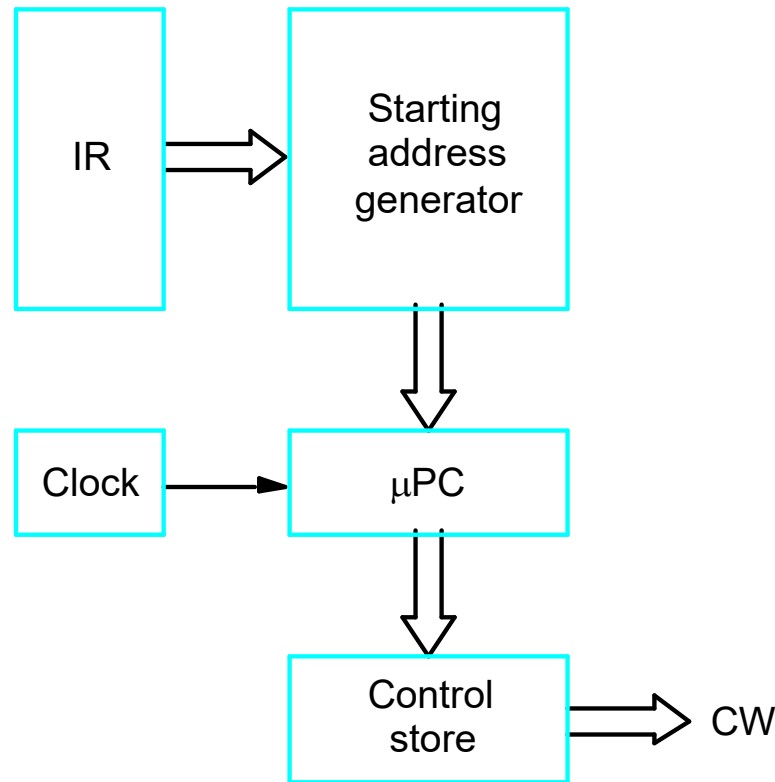 IR
Starting
address
generator
Clock
μPC
Control
store
CW